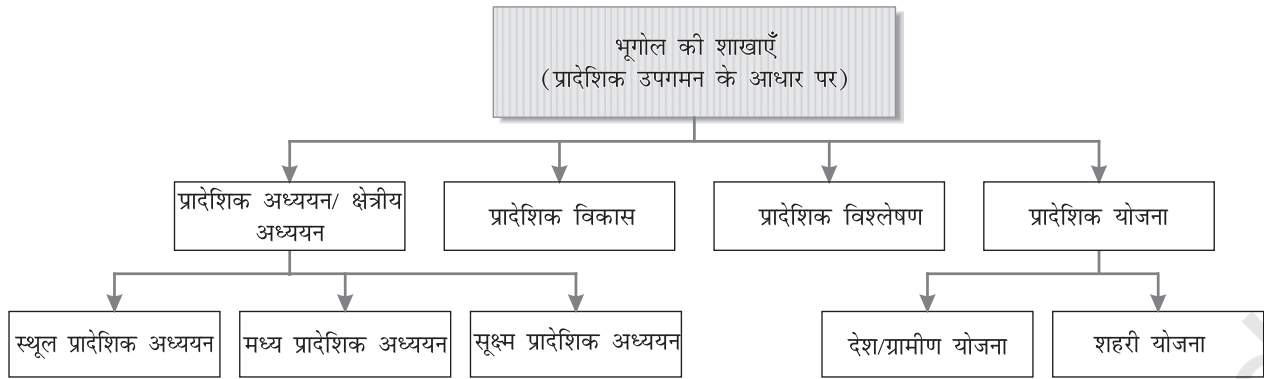 भूगोल की शाखाएँ
(प्रादेशिक उपगमन के आधार पर)
प्रादेशिक अध्ययन/ क्षेत्रीय
अध्ययन
प्रादेशिक विकास
प्रादेशिक विश्लेषण
प्रादेशिक योजना
स्थूल प्रादेशिक अध्ययन
मध्य प्रादेशिक अध्ययन
सूक्ष्म प्रादेशिक अध्ययन
देश/ग्रामीण योजना
शहरी योजना